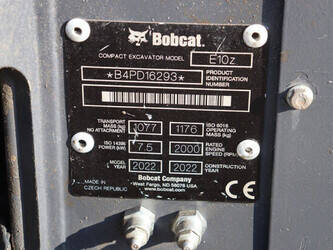 Bobcat.
COMPACT EXCAVATOR MODEL E10z
*B4PD16293* PRODUCT IDENTIFICATION NUMBER
TRANSPORT MASS (kg) NO ATTACHMENT 1077 1176 ISO 6016 OPERATING MASS (kg)
ISO 14396 POWER (kW) 7.5 2000 RATED ENGINE SPEED (RPM)
MODEL YEAR 2022 2022 CONSTRUCTION YEAR
MADE IN CZECH REPUBLIC
Bobcat Company
West Fargo, ND 58078 USA
www.bobcat.com
CE